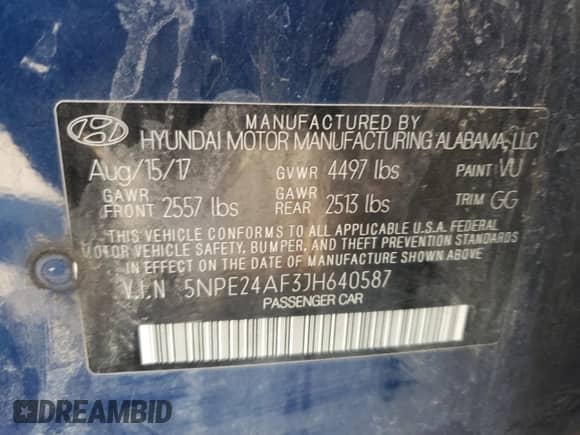 MANUFACTURED BY
HYUNDAI MOTOR MANUFACTURING ALABAMA, LLC
Aug/15/17 GVWR 4497 lbs PAINT VU
GAWR FRONT 2557 lbs GAWR REAR 2513 lbs TRIM GG
THIS VEHICLE CONFORMS TO ALL APPLICABLE U.S.A. FEDERAL
MOTOR VEHICLE SAFETY, BUMPER, AND THEFT PREVENTION STANDARDS
IN EFFECT ON THE DATE OF MANUFACTURE SHOWN ABOVE.
V.I.N 5NPE24AF3JH640587
PASSENGER CAR
DREAMBID